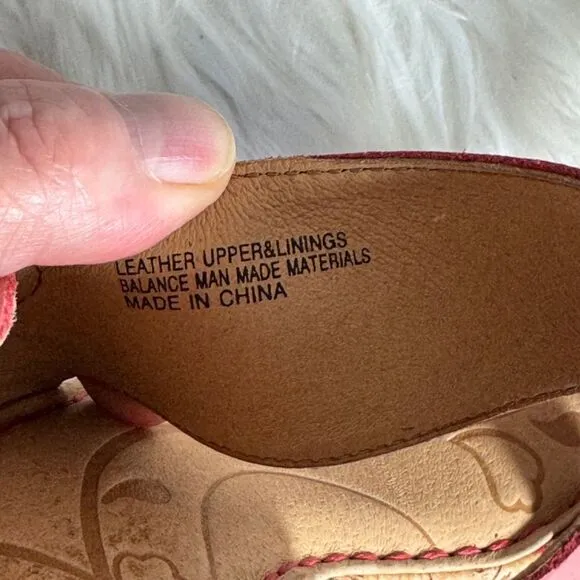 LEATHER UPPER&LININGS
BALANCE MAN MADE MATERIALS
MADE IN CHINA